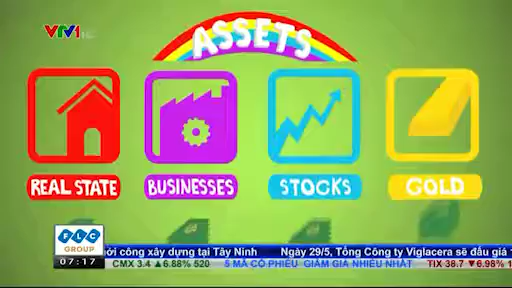 VTV1
ASSETS
REAL STATE
BUSINESSES
STOCKS
GOLD
FLC
GROUP
công xây dựng tại Tây Ninh Ngày 29/5, Tổng Công ty Viglacera sẽ đấu giá
07:17 CMX 3.4 ▲6.88% 520 5 MÃ CỔ PHIẾU GIẢM GIÁ NHIỀU NHẤT TIX 38.7 ▼6.98%